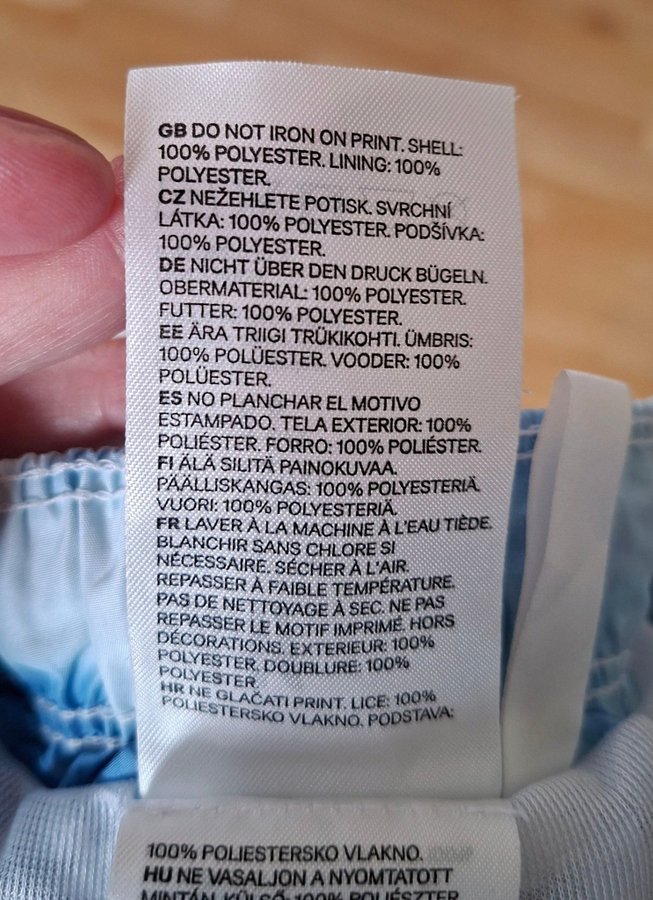 GB DO NOT IRON ON PRINT. SHELL:
100% POLYESTER. LINING: 100%
POLYESTER.
CZ NEŽEHLETE POTISK. SVRCHNÍ
LÁTKA: 100% POLYESTER. PODŠÍVKA:
100% POLYESTER.
DE NICHT ÜBER DEN DRUCK BÜGELN.
OBERMATERIAL: 100% POLYESTER.
FUTTER: 100% POLYESTER.
EE ÄRA TRIIGI TRÜKIKOHTI. ÜMBRIS:
100% POLÜESTER. VOODER: 100%
POLÜESTER.
ES NO PLANCHAR EL MOTIVO
ESTAMPADO. TELA EXTERIOR: 100%
POLIÉSTER. FORRO: 100% POLIÉSTER.
FI ÄLÄ SILITÄ PAINOKUVAA.
PÄÄLLISKANGAS: 100% POLYESTERIÄ.
VUORI: 100% POLYESTERIÄ.
FR LAVER À LA MACHINE À L'EAU TIÈDE.
BLANCHIR SANS CHLORE SI
NÉCESSAIRE. SÉCHER À L'AIR.
REPASSER À FAIBLE TEMPÉRATURE.
PAS DE NETTOYAGE À SEC. NE PAS
REPASSER LE MOTIF IMPRIMÉ. HORS
DÉCORATIONS. EXTERIEUR: 100%
POLYESTER. DOUBLURE: 100%
POLYESTER.
HR NE GLAČATI PRINT. LICE: 100%
POLIESTERSKO VLAKNO. PODSTAVA:
100% POLIESTERSKO VLAKNO.
HU NE VASALJON A NYOMTATOTT
MINTÁN. KÜLSŐ: 100% POLIÉSZTER